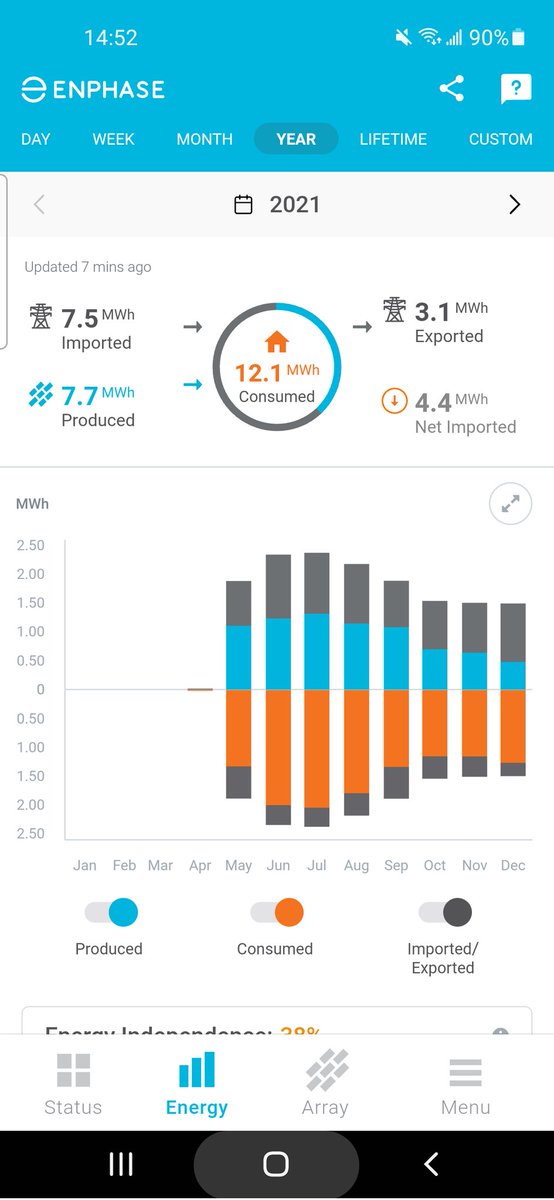 14:52
90%
ENPHASE
?
DAY WEEK MONTH YEAR LIFETIME CUSTOM
2021
Updated 7 mins ago
7.5 MWh
Imported
7.7 MWh
Produced
12.1 MWh
Consumed
3.1 MWh
Exported
4.4 MWh
Net Imported
MWh
2.50
2.00
1.50
1.00
0.50
0
0.50
1.00
1.50
2.00
2.50
Jan Feb Mar Apr May Jun Jul Aug Sep Oct Nov Dec
Produced
Consumed
Imported/
Exported
Energy Independence: 38%
Status Energy Array Menu